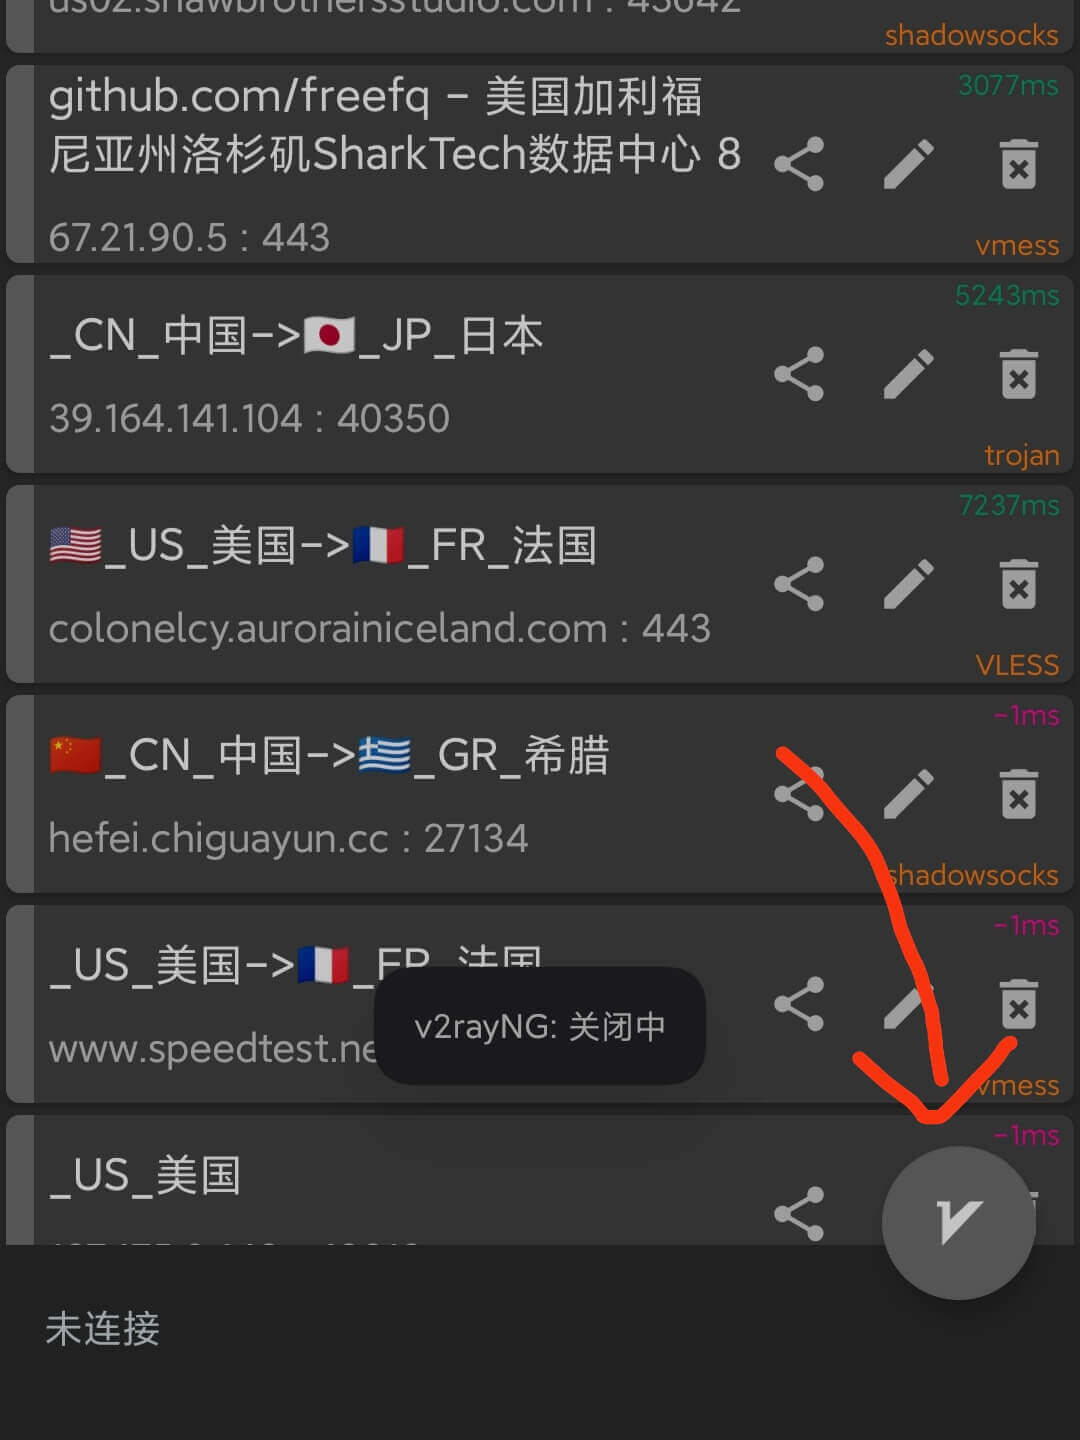 shadowsocks
3077ms
github.com/freefq - 美国加利福
尼亚州洛杉矶SharkTech数据中心 8
67.21.90.5 : 443
vmess
5243ms
_CN_中国->🇯🇵_JP_日本
39.164.141.104 : 40350
trojan
7237ms
🇺🇸_US_美国->🇫🇷_FR_法国
colonelcy.aurorainiceland.com : 443
VLESS
-1ms
🇨🇳_CN_中国->🇬🇷_GR_希腊
hefei.chiguayun.cc : 27134
shadowsocks
-1ms
_US_美国->🇫🇷_FR_法国
www.speedtest.ne
v2rayNG: 关闭中
vmess
-1ms
_US_美国
未连接